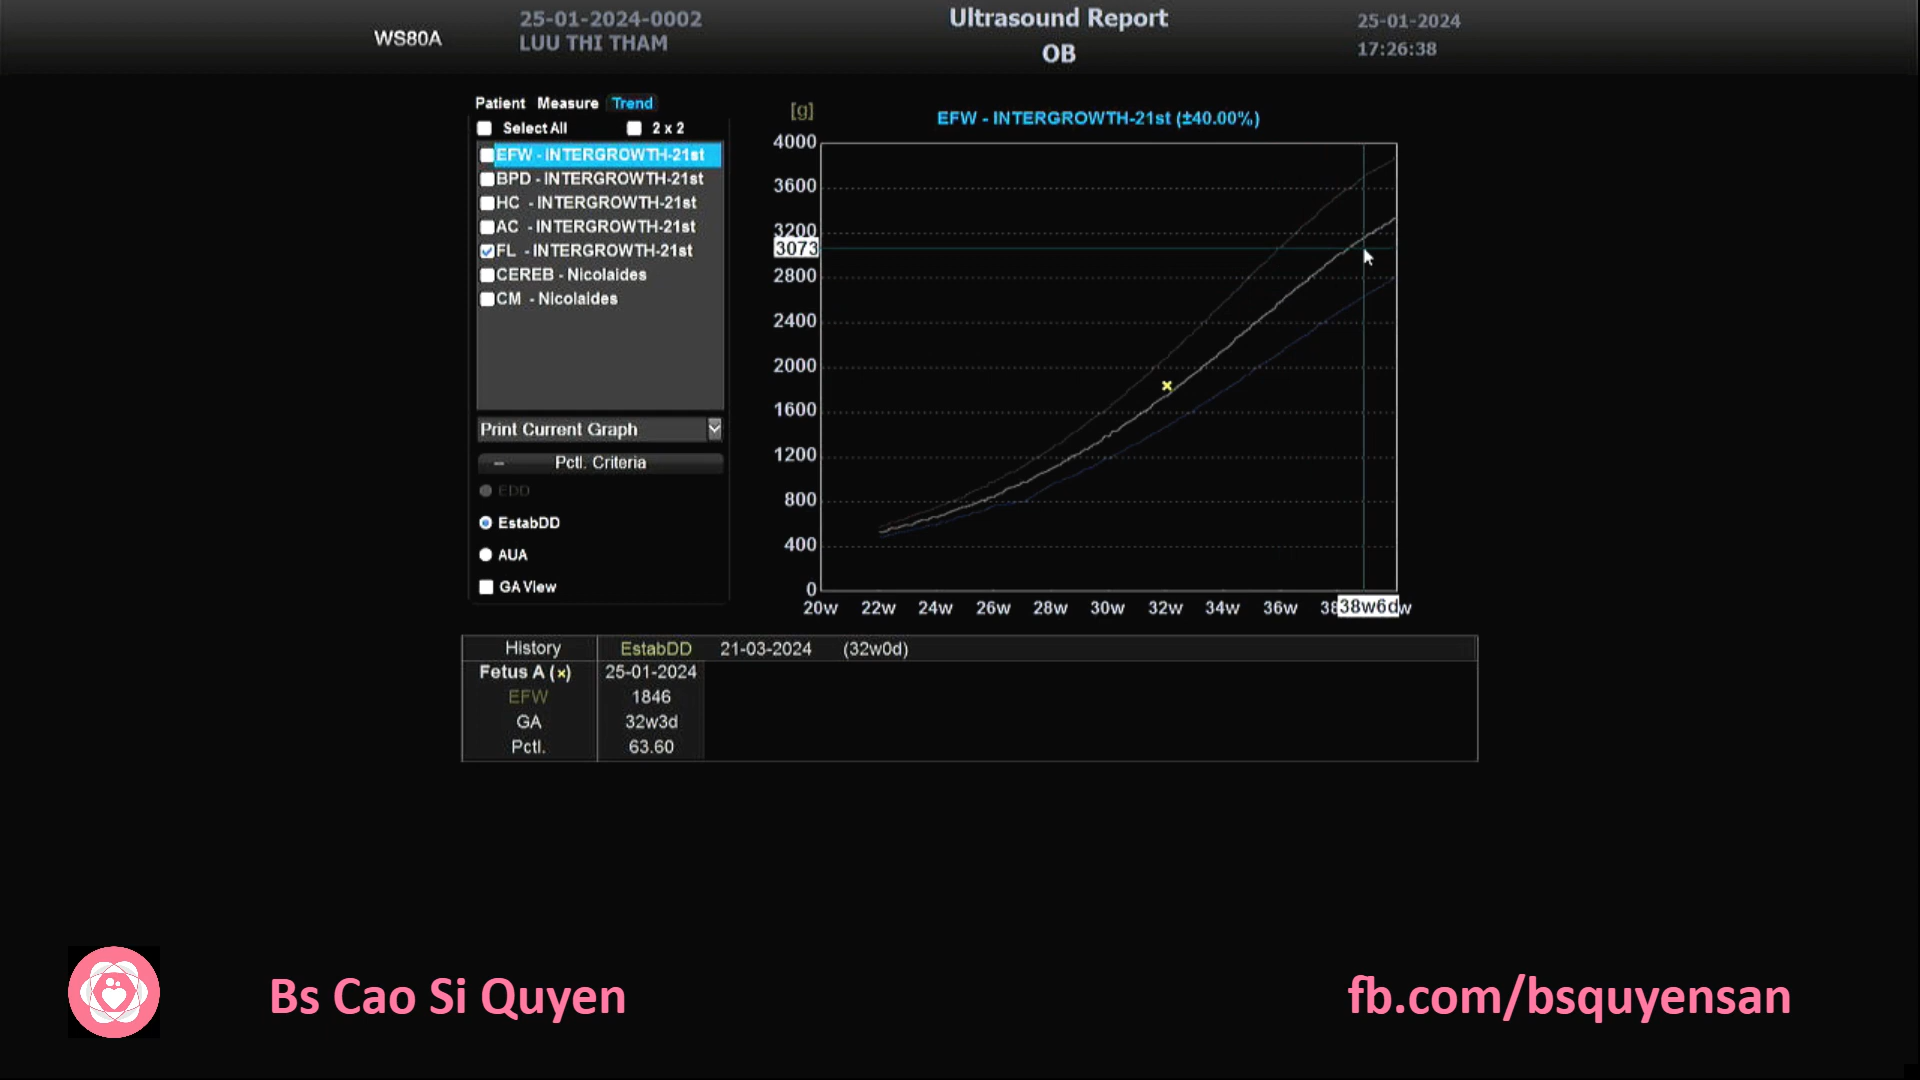 WS80A
25-01-2024-0002
LUU THI THAM
Ultrasound Report
OB
25-01-2024
17:26:38
Patient Measure Trend
Select All 2 x 2
EFW - INTERGROWTH-21st
BPD - INTERGROWTH-21st
HC - INTERGROWTH-21st
AC - INTERGROWTH-21st
FL - INTERGROWTH-21st
CEREB - Nicolaides
CM - Nicolaides
Print Current Graph
Pctl. Criteria
EDD
EstabDD
AUA
GA View
[g]
EFW - INTERGROWTH-21st (±40.00%)
4000
3600
3200
3073
2800
2400
2000
1600
1200
800
400
0
20w 22w 24w 26w 28w 30w 32w 34w 36w 38w6d
History EstabDD 21-03-2024 (32w0d)
Fetus A (×) 25-01-2024
EFW 1846
GA 32w3d
Pctl. 63.60
Bs Cao Si Quyen
fb.com/bsquyensan